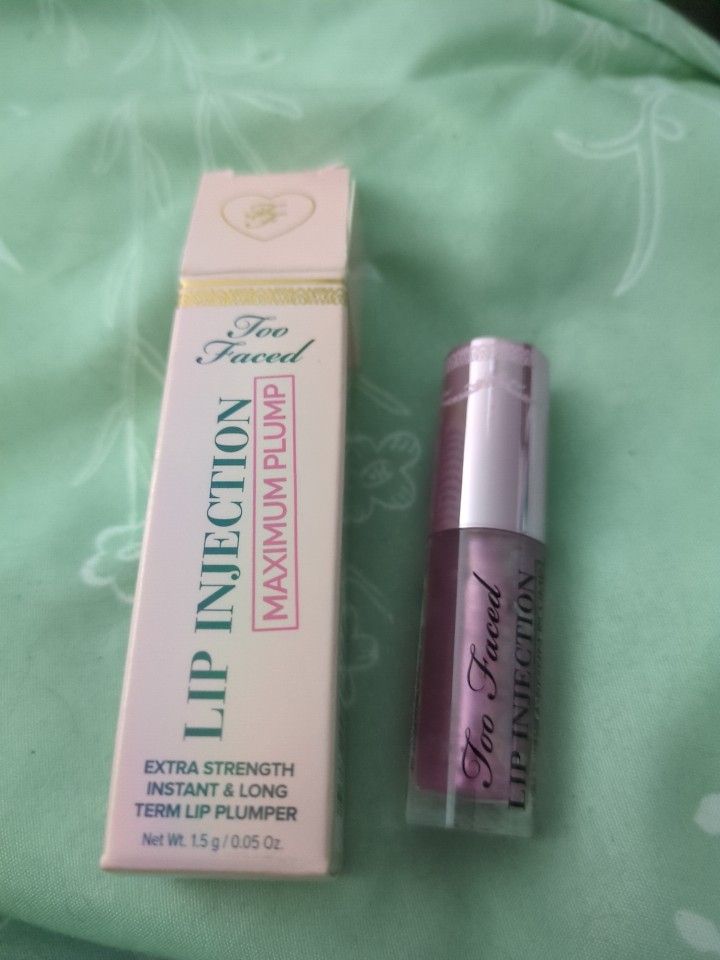 Too
Faced
LIP INJECTION
MAXIMUM PLUMP
EXTRA STRENGTH
INSTANT & LONG
TERM LIP PLUMPER
Net Wt. 1.5 g / 0.05 Oz.
Too Faced
LIP INJECTION